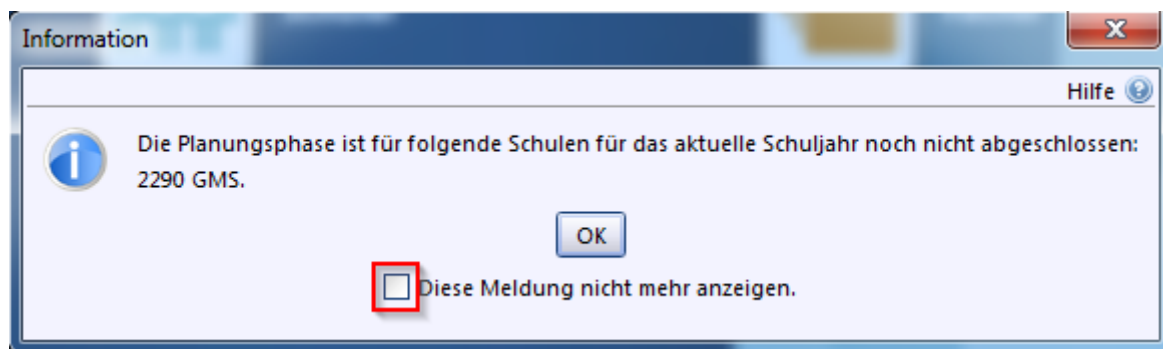 Information
Hilfe
Die Planungsphase ist für folgende Schulen für das aktuelle Schuljahr noch nicht abgeschlossen:
2290 GMS.
OK
Diese Meldung nicht mehr anzeigen.